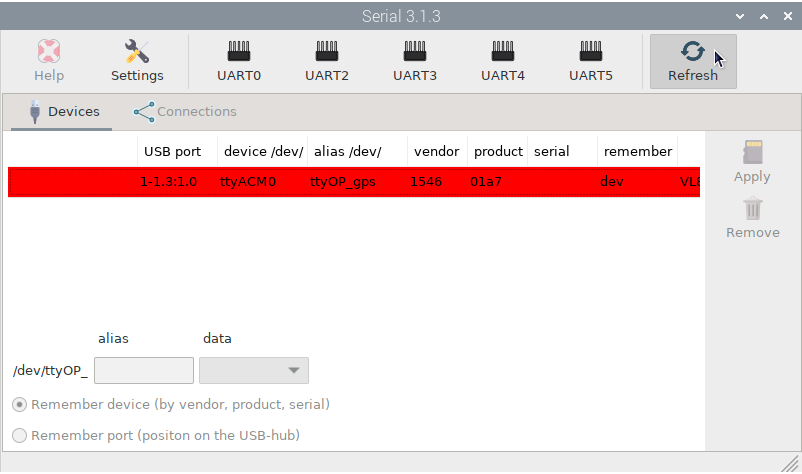 Serial 3.1.3
Help Settings UART0 UART2 UART3 UART4 UART5 Refresh
Devices Connections
USB port device /dev/ alias /dev/ vendor product serial remember
1-1.3:1.0 ttyACM0 ttyOP_gps 1546 01a7 dev
Apply
Remove
alias data
/dev/ttyOP_
Remember device (by vendor, product, serial)
Remember port (positon on the USB-hub)